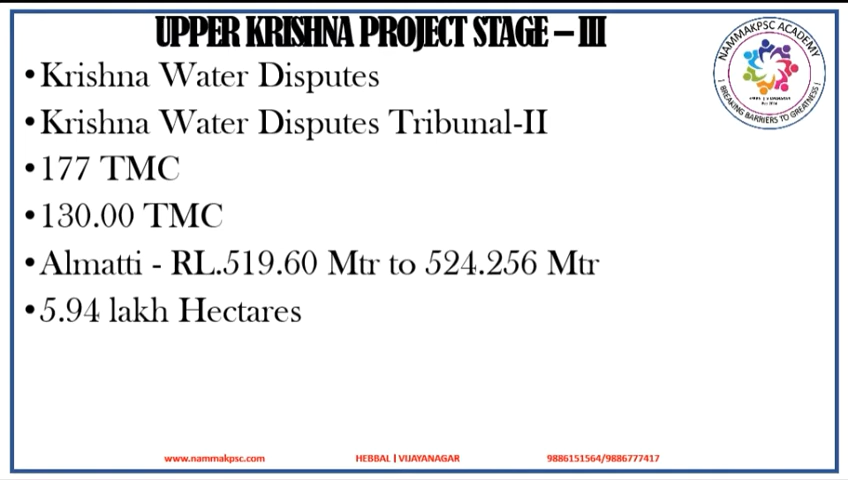 UPPER KRISHNA PROJECT STAGE – III
NAMMAKPSC ACADEMY
¡ BREAKING BARRIERS TO GREATNESS !
•Krishna Water Disputes
•Krishna Water Disputes Tribunal-II
•177 TMC
•130.00 TMC
•Almatti - RL.519.60 Mtr to 524.256 Mtr
•5.94 lakh Hectares
www.nammakpsc.com HEBBAL | VIJAYANAGAR 9886151564/9886777417